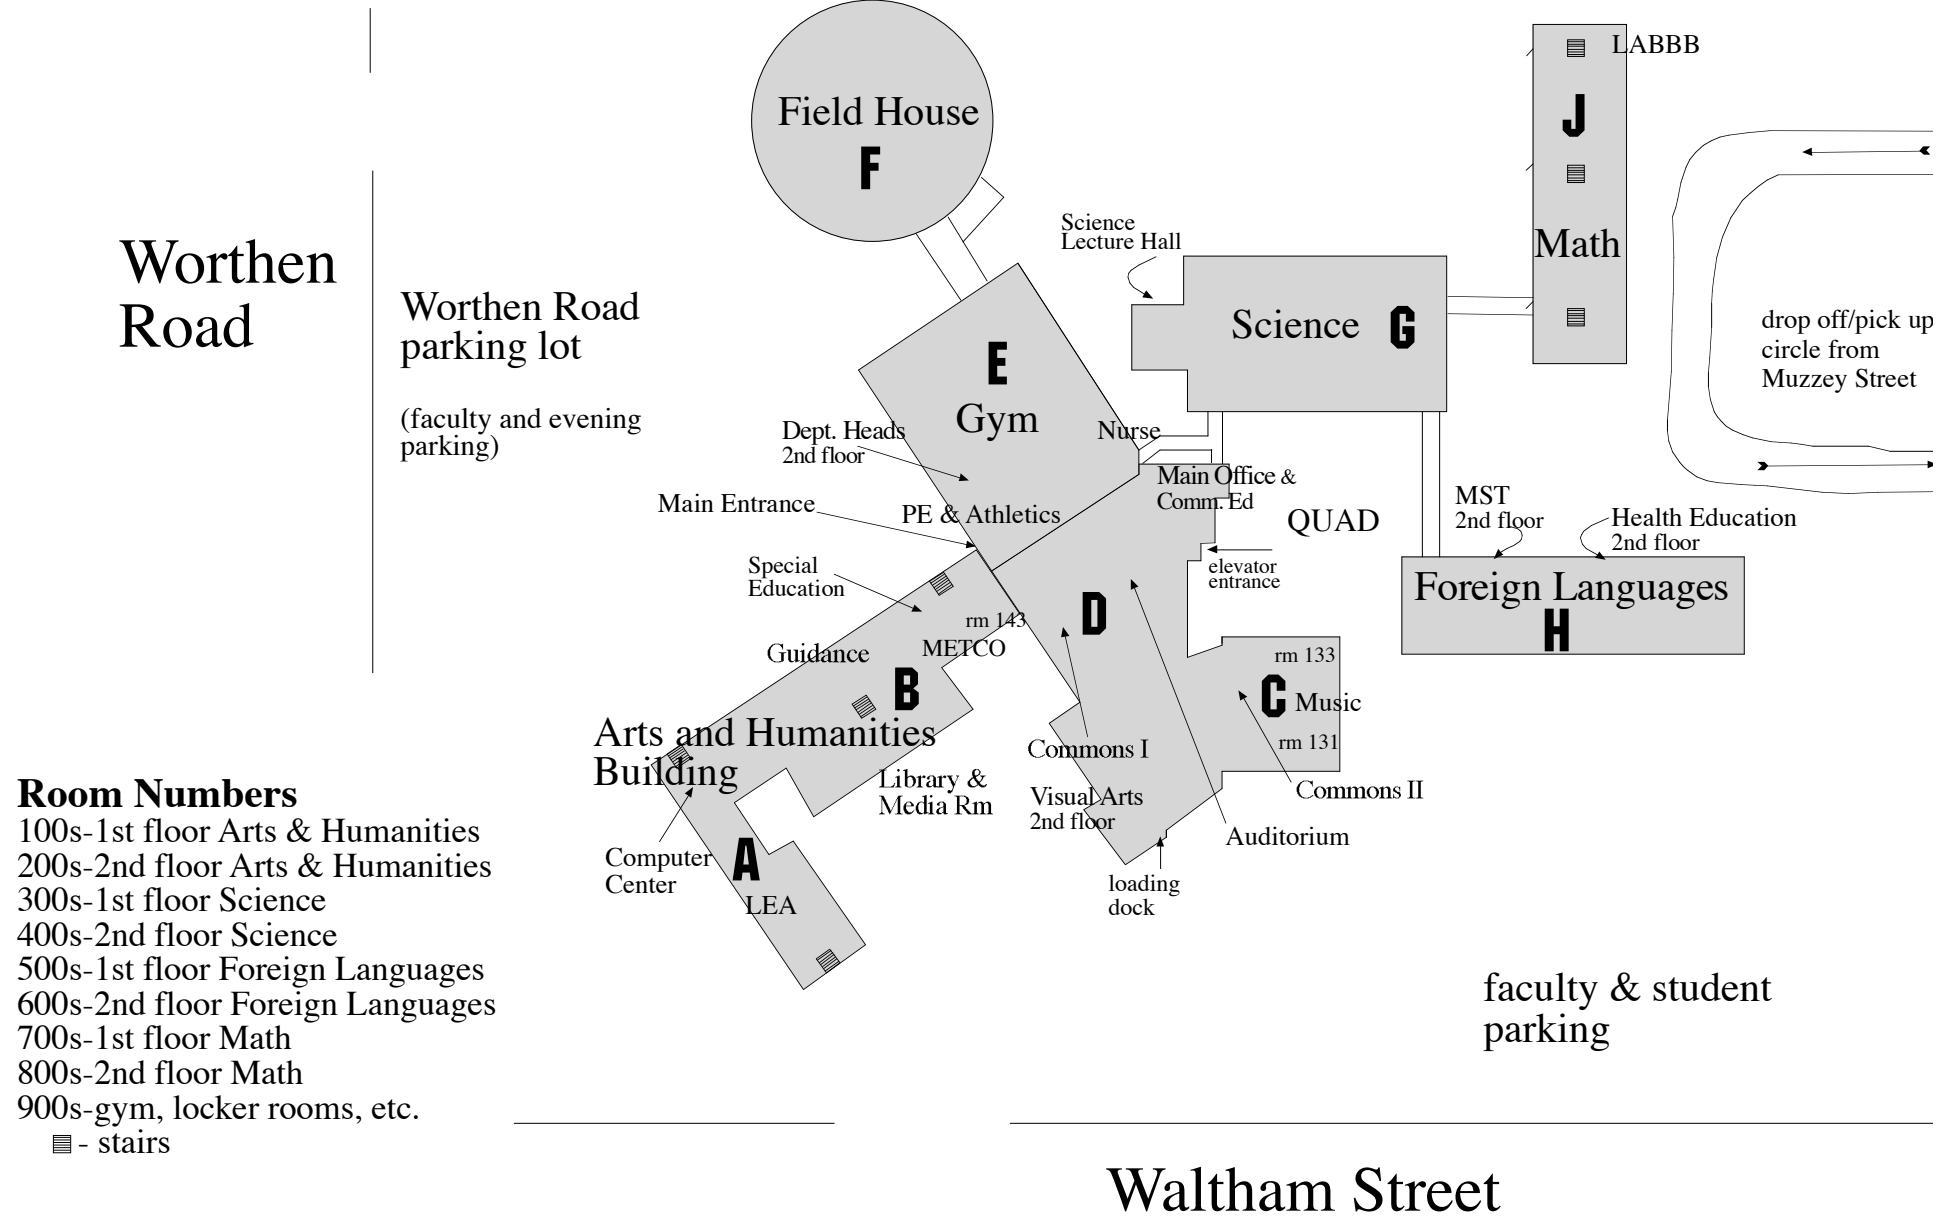 LABBB
J
Math
Field House
F
Science
Lecture Hall
Science G
Worthen
Road
Worthen Road
parking lot
(faculty and evening
parking)
drop off/pick up
circle from
Muzzey Street
E
Gym
Dept. Heads
2nd floor
Nurse
Main Office &
Comm. Ed
Main Entrance
PE & Athletics
QUAD
MST
2nd floor
Health Education
2nd floor
elevator
entrance
Special
Education
Foreign Languages
H
D
rm 143
METCO
Guidance
B
rm 133
C Music
rm 131
Arts and Humanities
Building
Commons I
Commons II
Library &
Media Rm
Visual Arts
2nd floor
Auditorium
Computer
Center
A
LEA
loading
dock
faculty & student
parking
Room Numbers
100s-1st floor Arts & Humanities
200s-2nd floor Arts & Humanities
300s-1st floor Science
400s-2nd floor Science
500s-1st floor Foreign Languages
600s-2nd floor Foreign Languages
700s-1st floor Math
800s-2nd floor Math
900s-gym, locker rooms, etc.
- stairs
Waltham Street